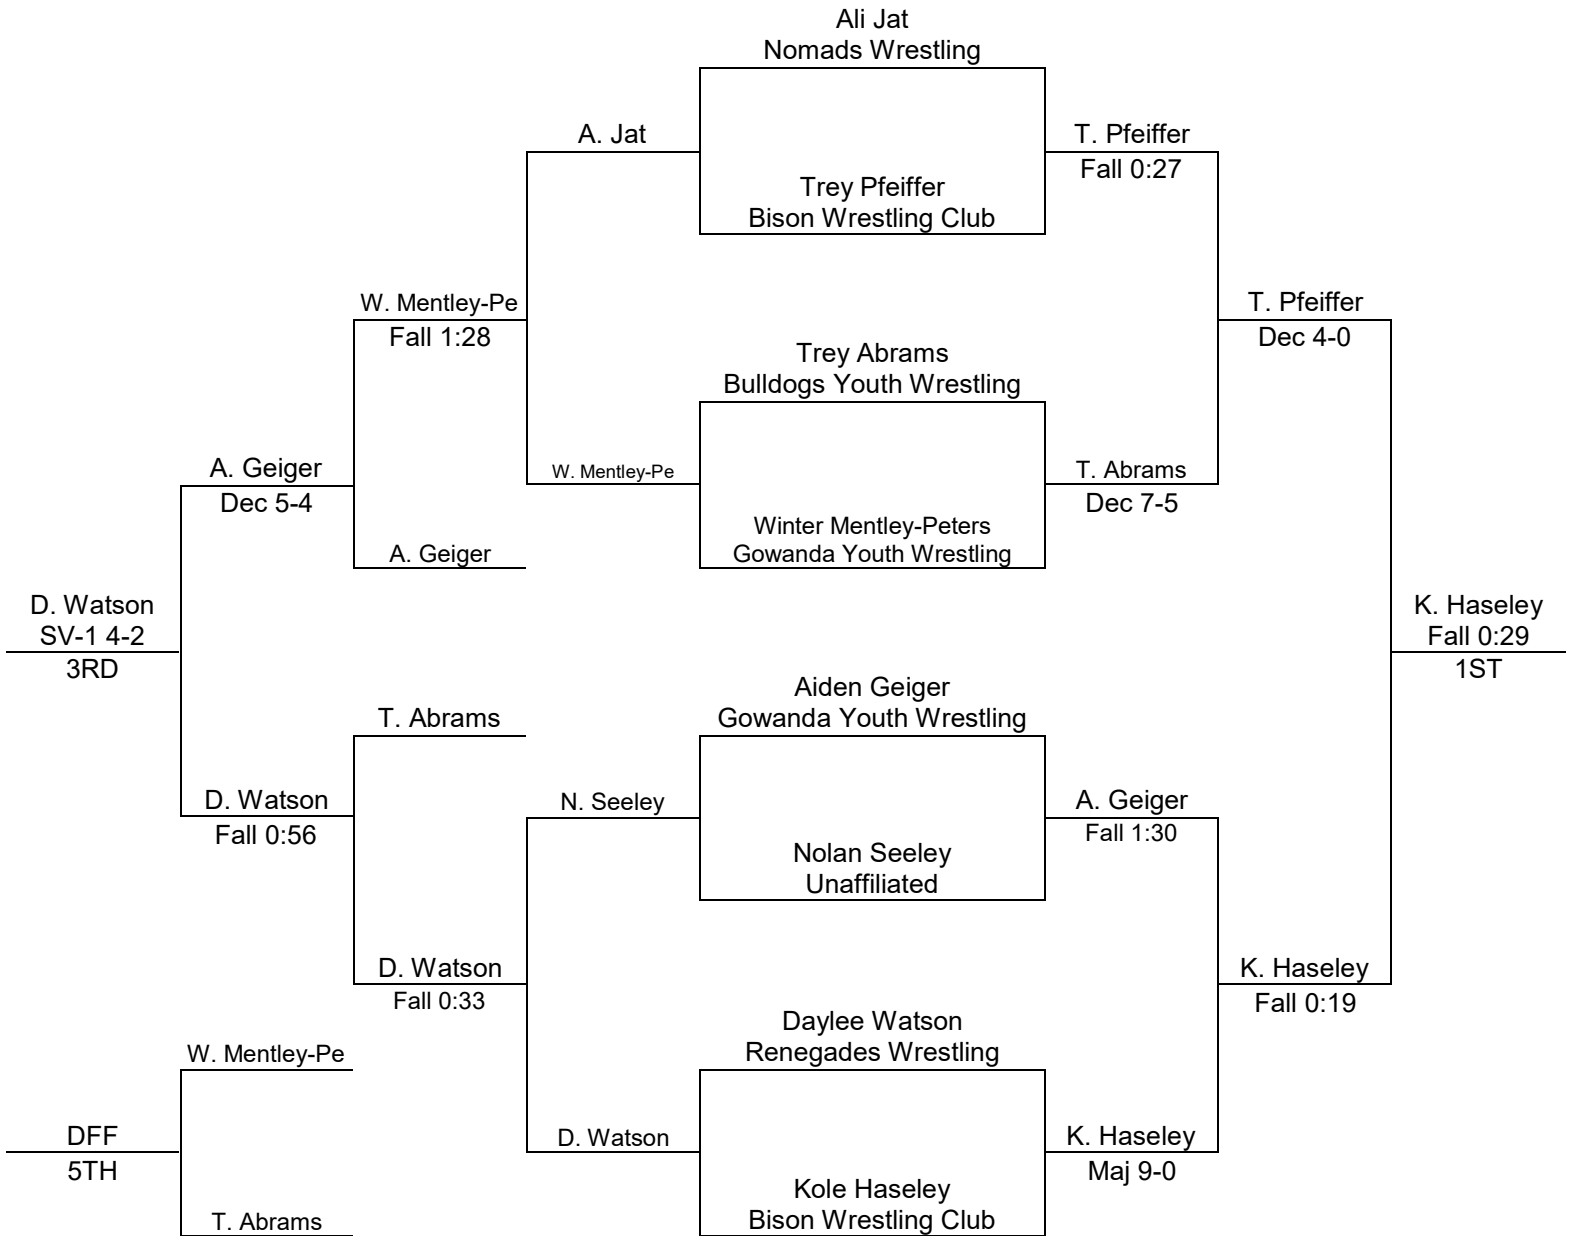 Ali Jat
Nomads Wrestling
A. Jat
T. Pfeiffer
Fall 0:27
Trey Pfeiffer
Bison Wrestling Club
W. Mentley-Pe
Fall 1:28
T. Pfeiffer
Dec 4-0
Trey Abrams
Bulldogs Youth Wrestling
A. Geiger
Dec 5-4
W. Mentley-Pe
T. Abrams
Dec 7-5
Winter Mentley-Peters
Gowanda Youth Wrestling
A. Geiger
D. Watson
SV-1 4-2
3RD
K. Haseley
Fall 0:29
1ST
Aiden Geiger
Gowanda Youth Wrestling
T. Abrams
D. Watson
Fall 0:56
N. Seeley
A. Geiger
Fall 1:30
Nolan Seeley
Unaffiliated
D. Watson
Fall 0:33
K. Haseley
Fall 0:19
Daylee Watson
Renegades Wrestling
W. Mentley-Pe
DFF
5TH
D. Watson
K. Haseley
Maj 9-0
Kole Haseley
Bison Wrestling Club
T. Abrams